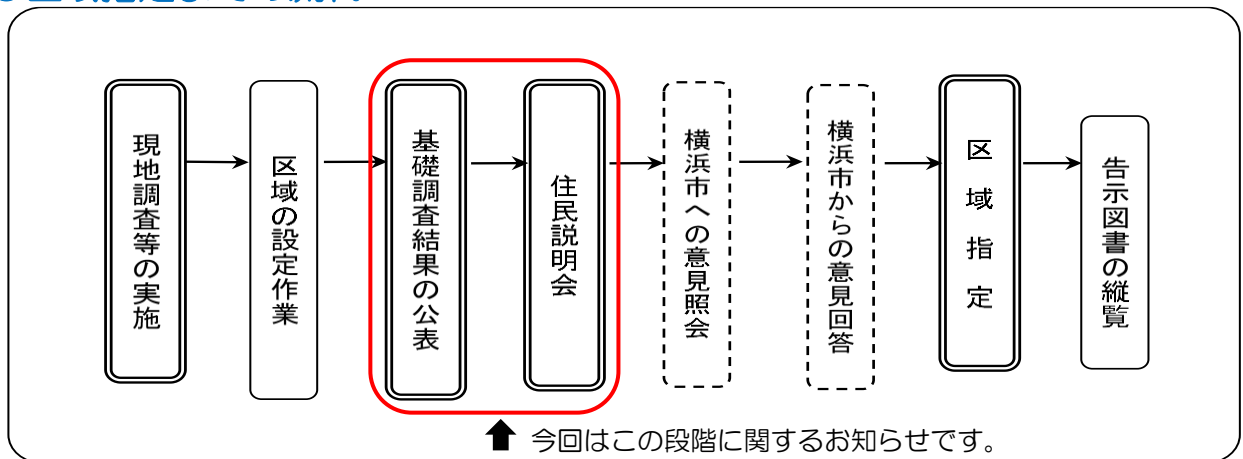 現地調査等の実施
区域の設定作業
基礎調査結果の公表
住民説明会
横浜市への意見照会
横浜市からの意見回答
区域指定
告示図書の縦覧
今回はこの段階に関するお知らせです。